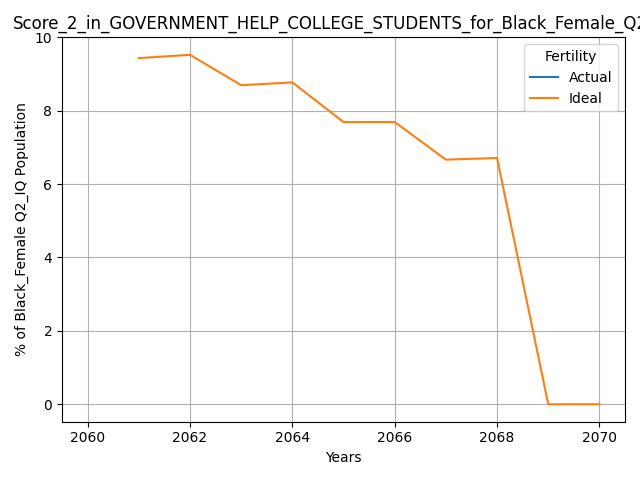 Score_2_in_GOVERNMENT_HELP_COLLEGE_STUDENTS_for_Black_Female_Q2
Fertility
Actual
Ideal
10
8
6
4
2
0
% of Black_Female Q2_IQ Population
2060
2062
2064
2066
2068
2070
Years